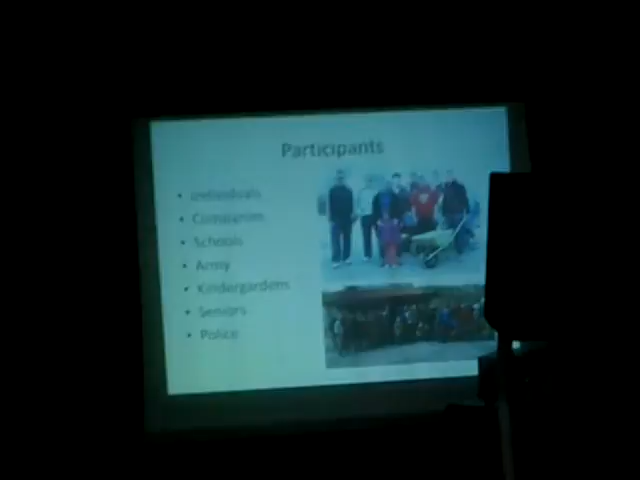 Participants
• Individuals
• Companies
• Schools
• Army
• Kindergardens
• Seniors
• Police